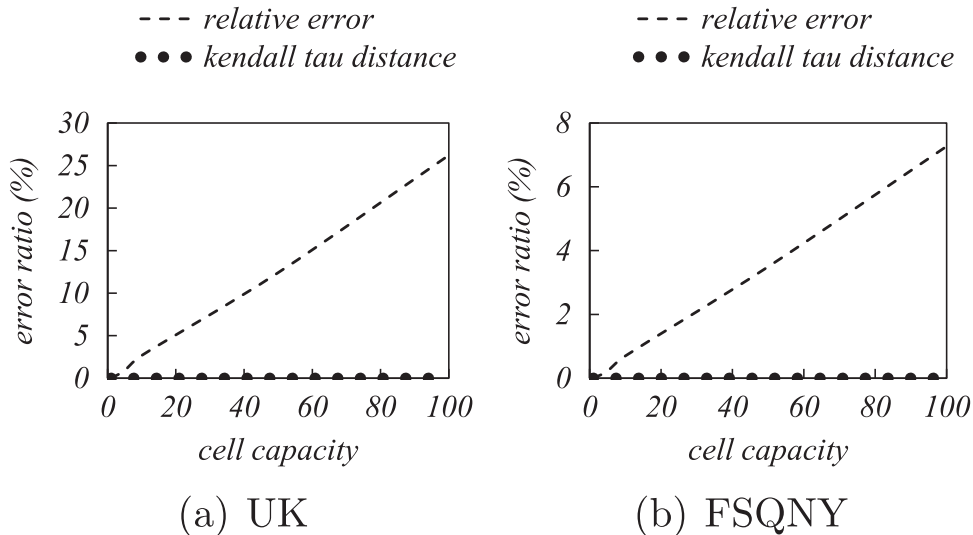 relative error
kendall tau distance
30
25
20
15
10
5
0
error ratio (%)
0 20 40 60 80 100
cell capacity
(a) UK
relative error
kendall tau distance
8
6
4
2
0
error ratio (%)
0 20 40 60 80 100
cell capacity
(b) FSQNY